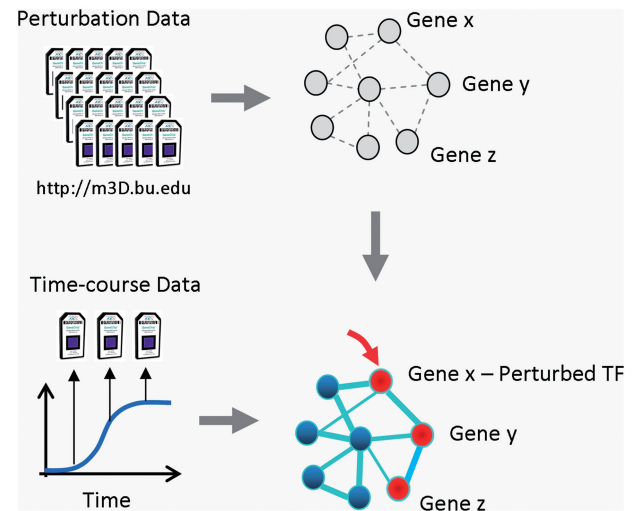 Perturbation Data
Gene x
Gene y
Gene z
http://m3D.bu.edu
Time-course Data
Gene x – Perturbed TF
Gene y
Gene z
Time